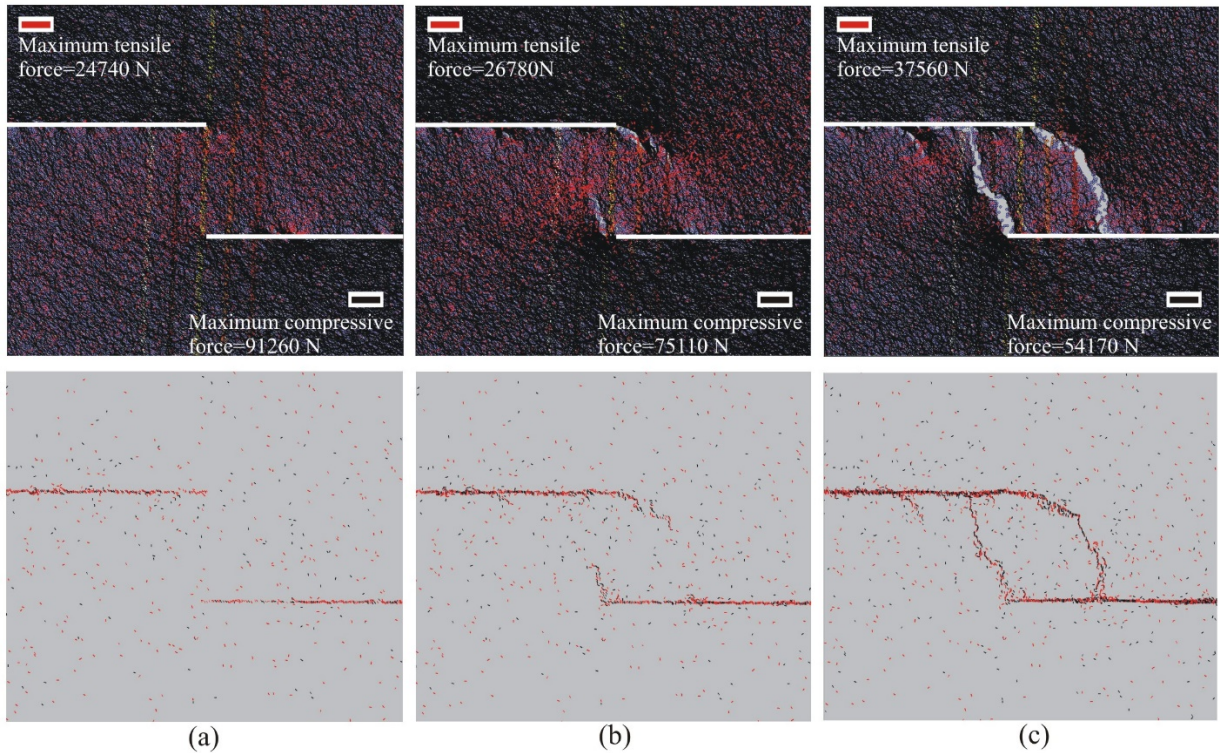 Maximum tensile
force=24740 N
Maximum compressive
force=91260 N
Maximum tensile
force=26780N
Maximum compressive
force=75110 N
Maximum tensile
force=37560 N
Maximum compressive
force=54170 N
(a)
(b)
(c)